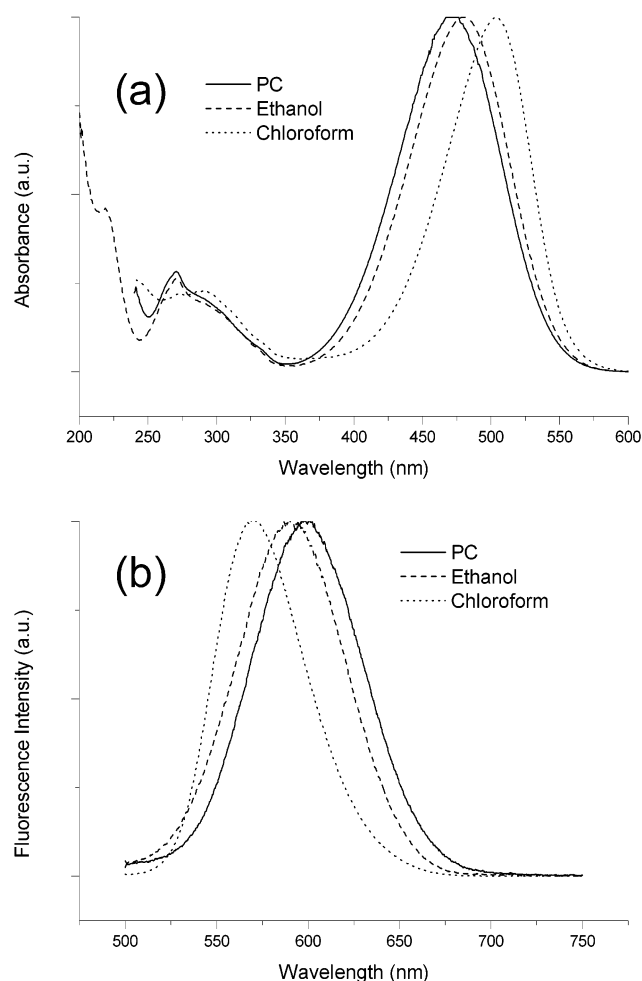 (a)
PC
Ethanol
Chloroform
Absorbance (a.u.)
200 250 300 350 400 450 500 550 600
Wavelength (nm)
(b)
PC
Ethanol
Chloroform
Fluorescence Intensity (a.u.)
500 550 600 650 700 750
Wavelength (nm)